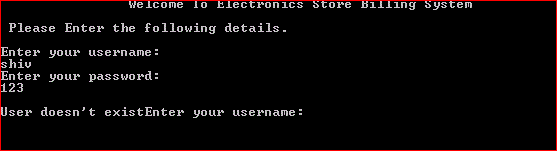 Welcome To Electronics Store Billing System
Please Enter the following details.
Enter your username:
shiv
Enter your password:
123
User doesn't existEnter your username: